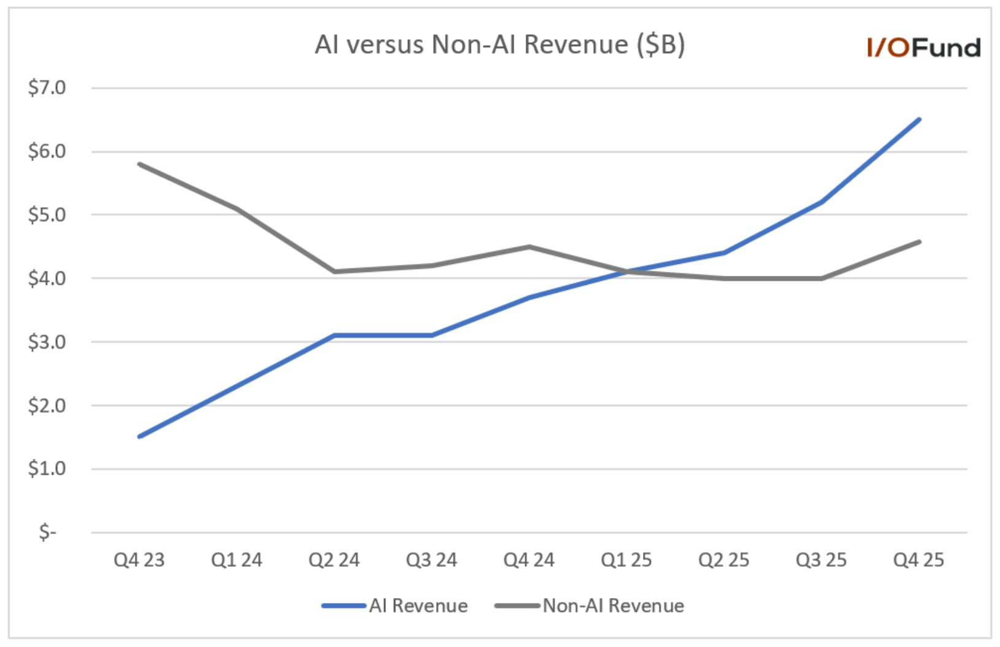 AI versus Non-AI Revenue ($B)
I/OFund
$7.0
$6.0
$5.0
$4.0
$3.0
$2.0
$1.0
$-
Q4 23 Q1 24 Q2 24 Q3 24 Q4 24 Q1 25 Q2 25 Q3 25 Q4 25
AI Revenue Non-AI Revenue